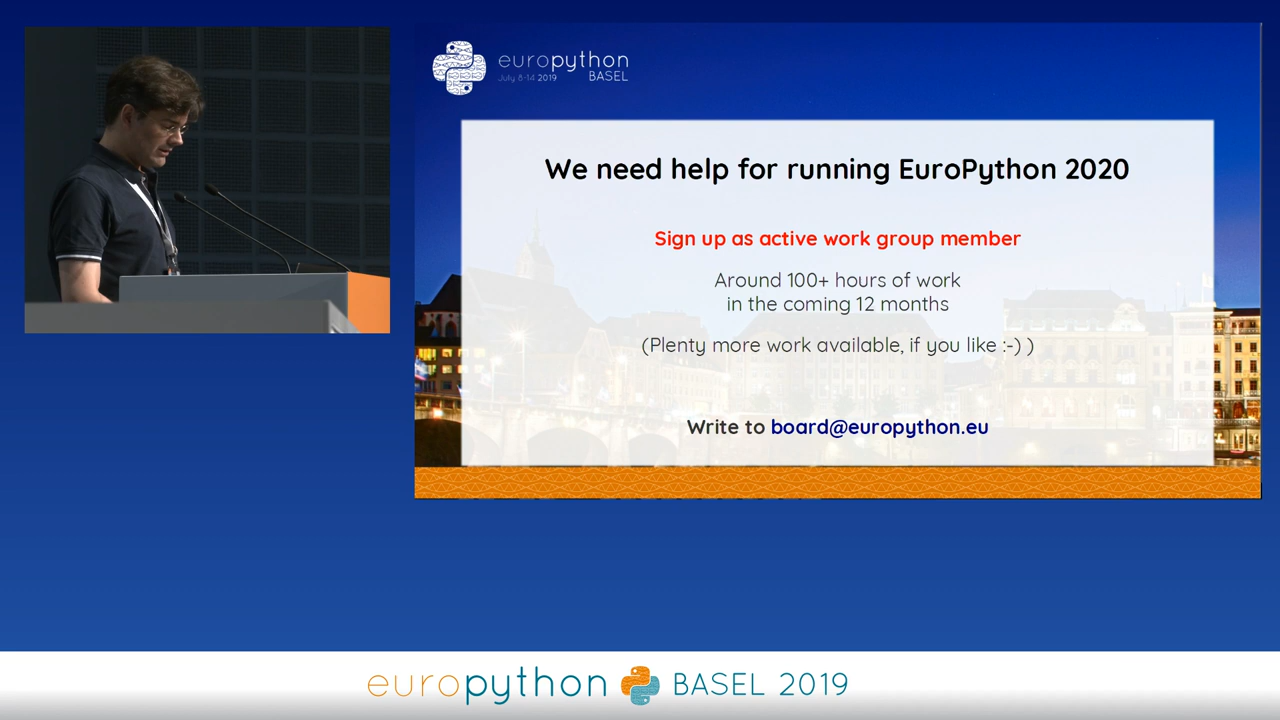 europython
July 8-14 2019 BASEL
We need help for running EuroPython 2020
Sign up as active work group member
Around 100+ hours of work
in the coming 12 months
(Plenty more work available, if you like :-) )
Write to board@europython.eu
europython BASEL 2019